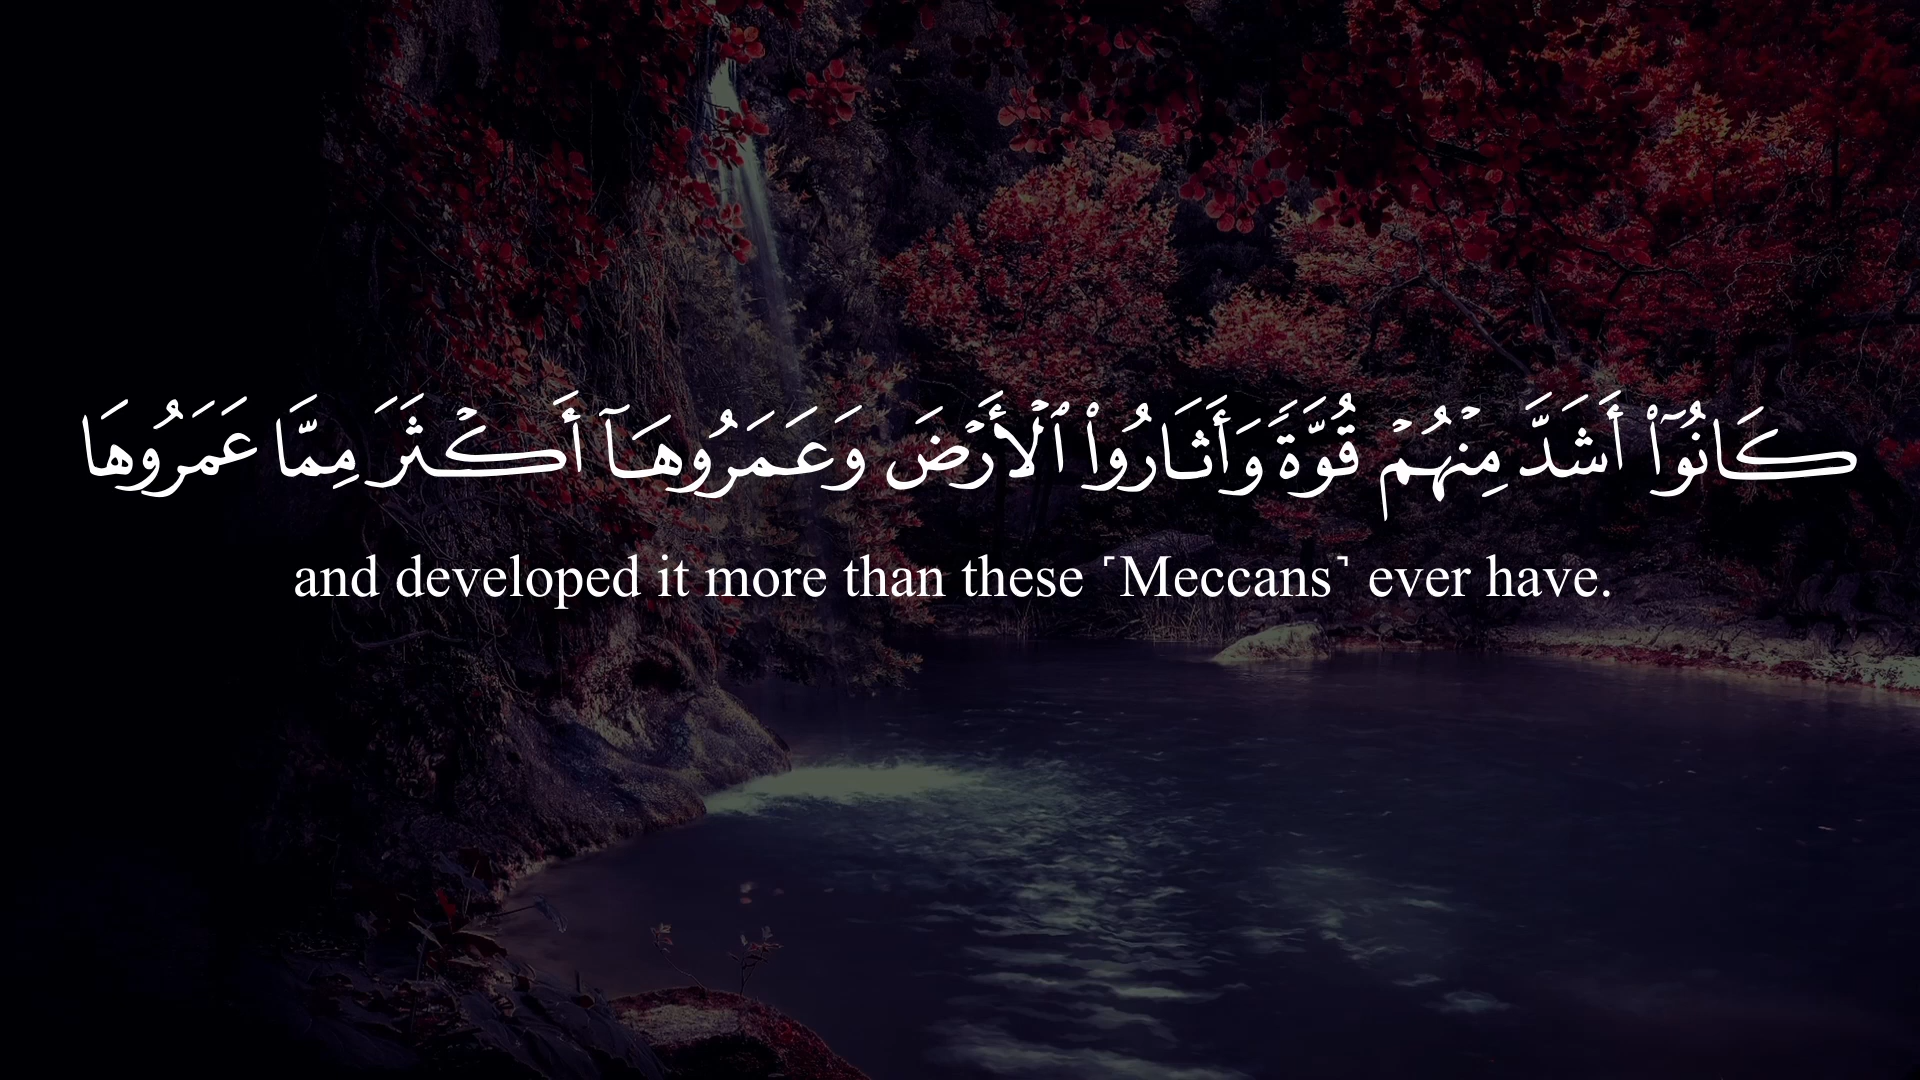 كَانُوٓا۟ أَشَدَّ مِنْهُمْ قُوَّةً وَأَثَارُوا۟ ٱلْأَرْضَ وَعَمَرُوهَآ أَكْثَرَ مِمَّا عَمَرُوهَا
and developed it more than these ˹Meccans˺ ever have.